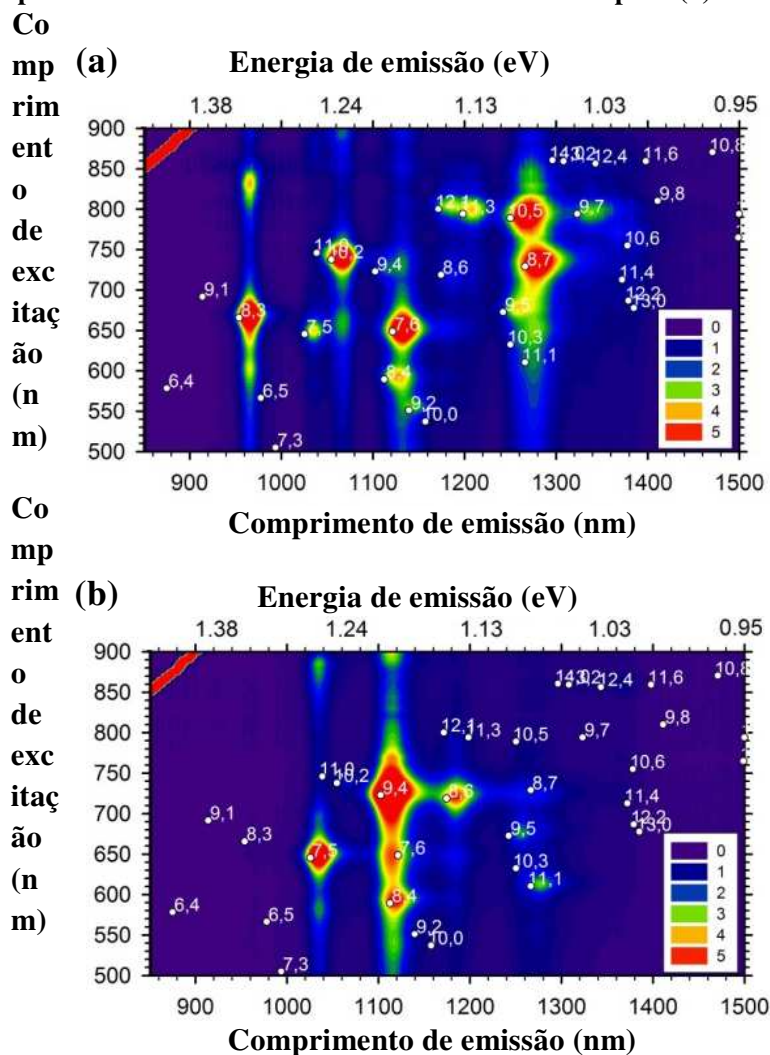 Co
mp
rim
ent
o
de
exc
itaç
ão
(n
m)
(a) Energia de emissão (eV)
1.38 1.24 1.13 1.03 0.95
900
850
800
750
700
650
600
550
500
14,0 12,4 11,6 10,8
12,1 11,3 10,5 9,7 9,8
11,0 10,2 9,4 8,6 8,7 10,6
9,1 8,3 7,5 7,6 9,5 11,4
12,2
13,0
10,3
11,1
6,4 6,5 8,4
9,2
10,0
7,3
0
1
2
3
4
5
900 1000 1100 1200 1300 1400 1500
Comprimento de emissão (nm)
Co
mp
rim
ent
o
de
exc
itaç
ão
(n
m)
(b) Energia de emissão (eV)
1.38 1.24 1.13 1.03 0.95
900
850
800
750
700
650
600
550
500
12,4 11,6 10,8
12,1 11,3 10,5 9,7 9,8
11,0 10,2 9,4 8,6 8,7 10,6
9,1 8,3 7,5 7,6 9,5 11,4
12,2
13,0
10,3
11,1
6,4 6,5 8,4
9,2
10,0
7,3
0
1
2
3
4
5
900 1000 1100 1200 1300 1400 1500
Comprimento de emissão (nm)